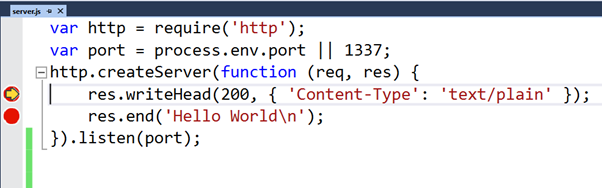 server.js
var http = require('http');
var port = process.env.port || 1337;
http.createServer(function (req, res) {
    res.writeHead(200, { 'Content-Type': 'text/plain' });
    res.end('Hello World\n');
}).listen(port);